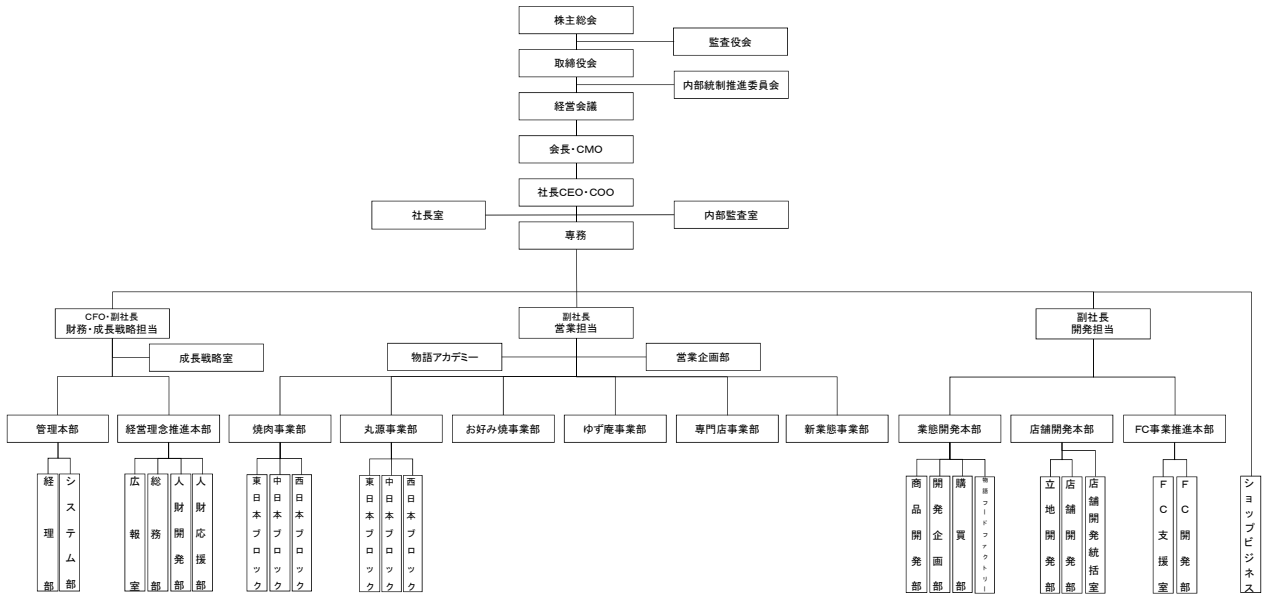 株主総会
監査役会
取締役会
内部統制推進委員会
経営会議
会長・CMO
社長CEO・COO
社長室
内部監査室
専務
CFO・副社長
財務・成長戦略担当
副社長
営業担当
副社長
開発担当
成長戦略室
物語アカデミー
営業企画部
管理本部
経営理念推進本部
焼肉事業部
丸源事業部
お好み焼事業部
ゆず庵事業部
専門店事業部
新業態事業部
業態開発本部
店舗開発本部
FC事業推進本部
経理部
システム部
広報室
総務部
人財開発部
人財応援部
東日本ブロック
中日本ブロック
西日本ブロック
東日本ブロック
中日本ブロック
西日本ブロック
商品開発部
開発企画部
購買部
物語フードファクトリー
立地開発部
店舗開発部
店舗開発統括室
FC支援室
FC開発部
ショップビジネス